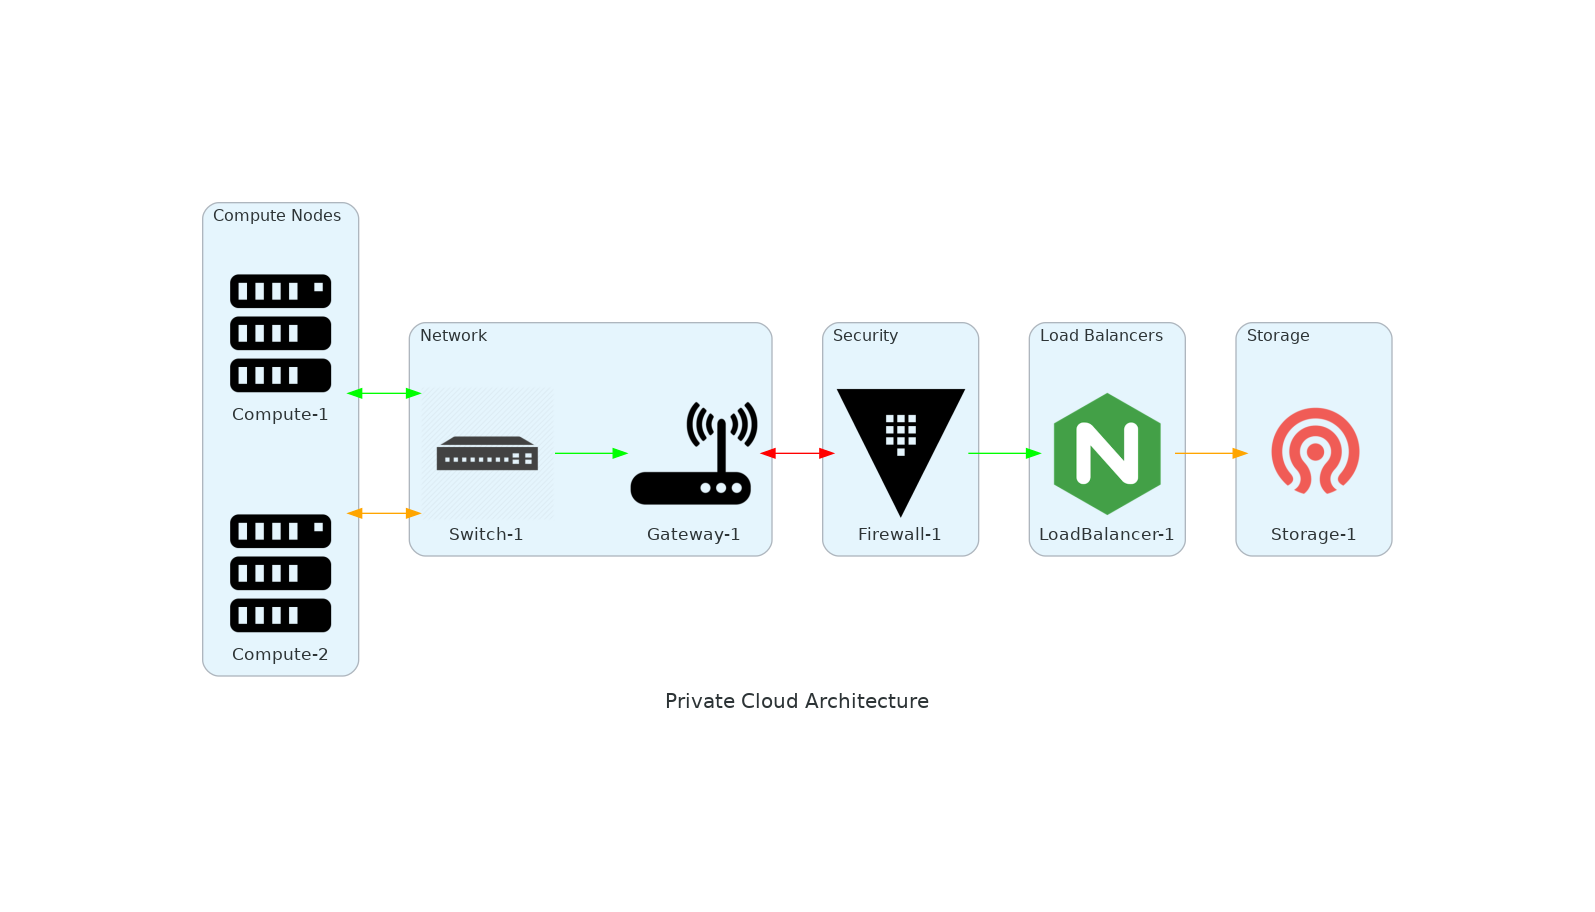 Compute Nodes
Compute-1
Compute-2
Network
Switch-1
Gateway-1
Security
Firewall-1
Load Balancers
N
LoadBalancer-1
Storage
Storage-1
Private Cloud Architecture